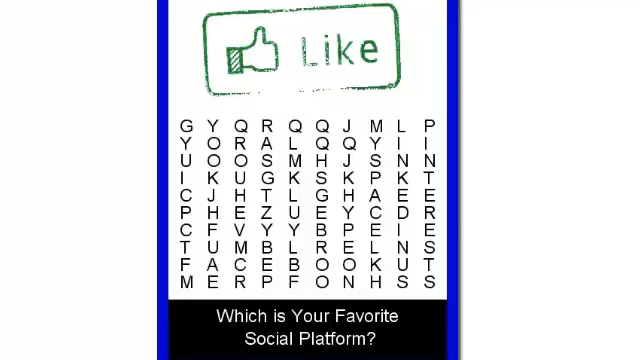 Like
G Y Q R Q Q J M L P
Y O R A L Q Q Y I I
U O O S M H J S N N
I K U G K S K P K T
C J H T L G H A E E
P H E Z U E Y C D R
C F V Y Y B P E I E
T U M B L R E L N S
F A C E B O O K U T
M E R P F O N H S S
Which is Your Favorite
Social Platform?